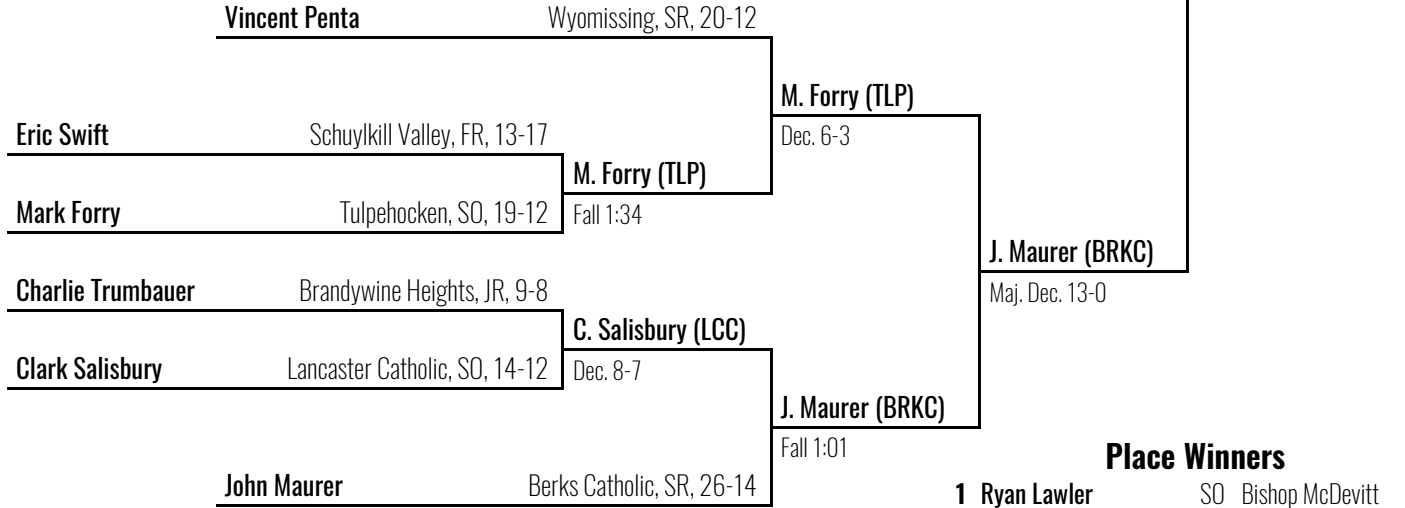 Vincent Penta Wyomissing, SR, 20-12
M. Forry (TLP)
Eric Swift Schuylkill Valley, FR, 13-17
Dec. 6-3
M. Forry (TLP)
Mark Forry Tulpehocken, SO, 19-12
Fall 1:34
J. Maurer (BRKC)
Charlie Trumbauer Brandywine Heights, JR, 9-8
Maj. Dec. 13-0
C. Salisbury (LCC)
Clark Salisbury Lancaster Catholic, SO, 14-12
Dec. 8-7
J. Maurer (BRKC)
Fall 1:01
Place Winners
John Maurer Berks Catholic, SR, 26-14
1 Ryan Lawler SO Bishop McDevitt